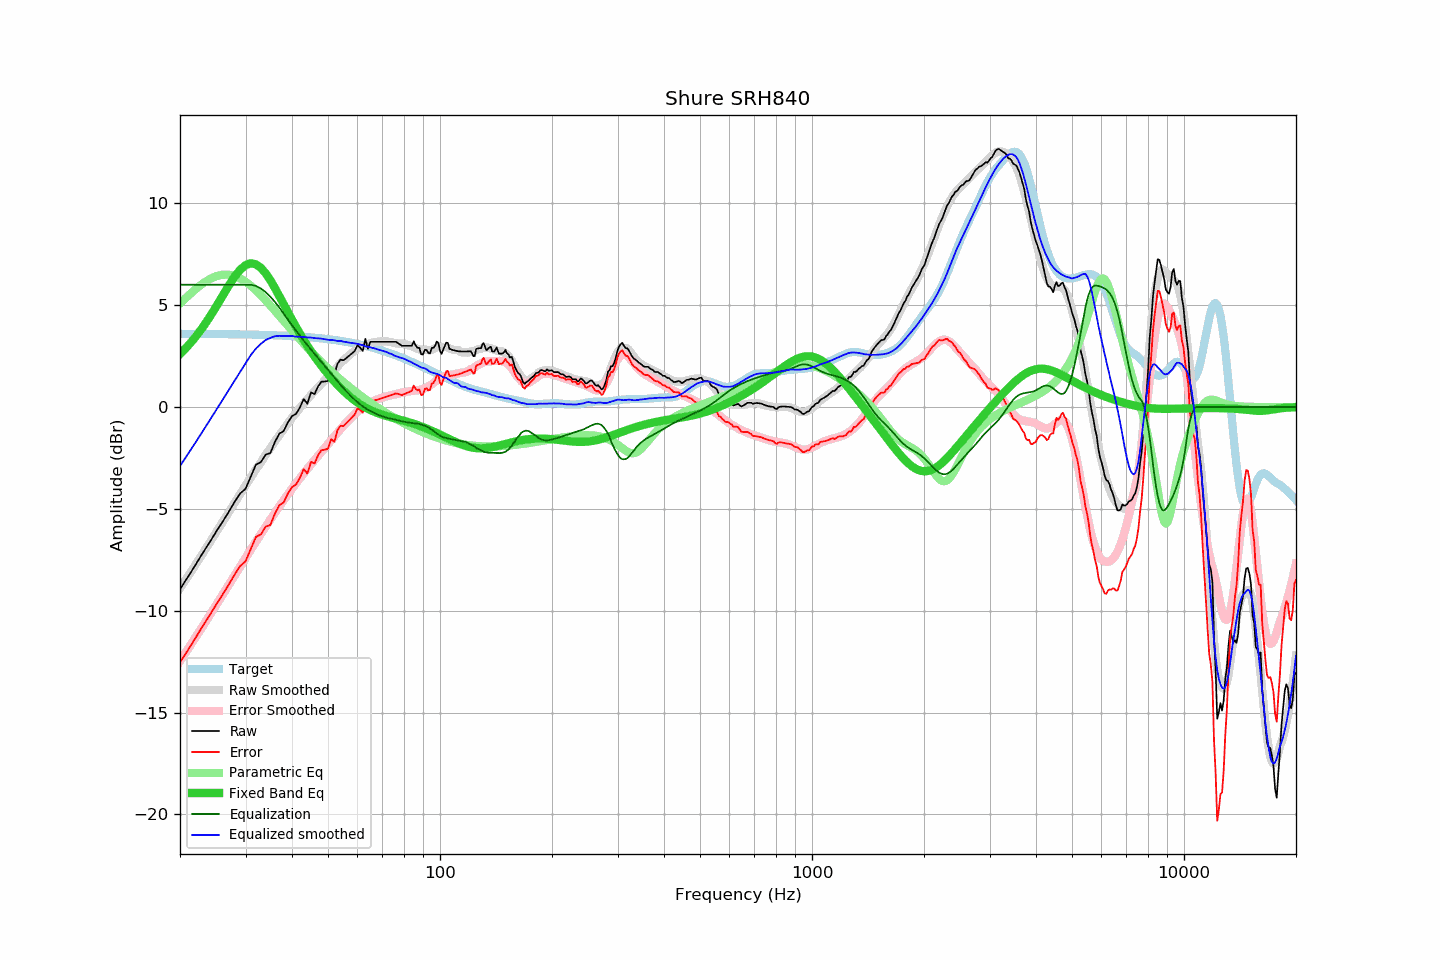 Shure SRH840
Amplitude (dBr)
10
5
0
−5
−10
−15
−20
Target
Raw Smoothed
Error Smoothed
Raw
Error
Parametric Eq
Fixed Band Eq
Equalization
Equalized smoothed
100
1000
10000
Frequency (Hz)